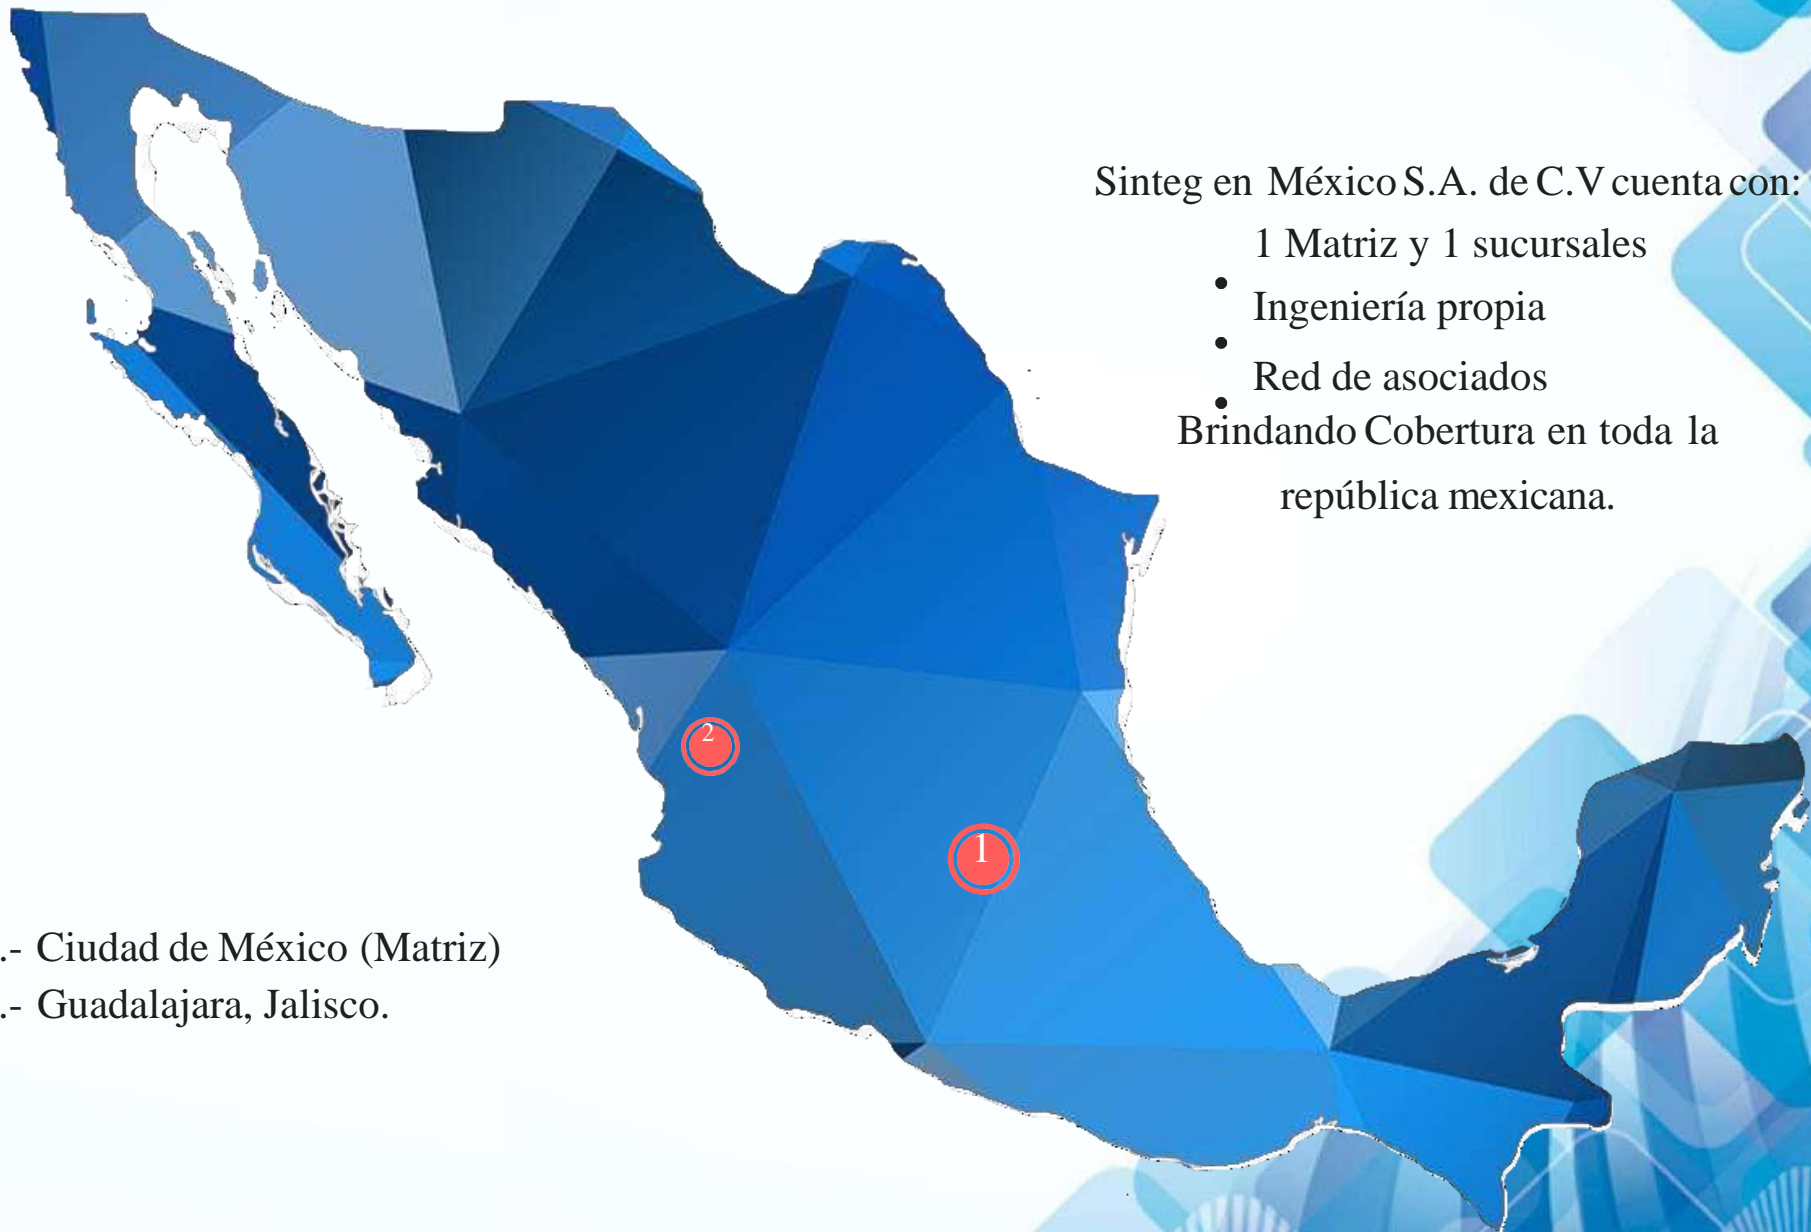 Sinteg en México S.A. de C.V cuenta con:
1 Matriz y 1 sucursales
• Ingeniería propia
• Red de asociados
• Brindando Cobertura en toda la
república mexicana.
2
1
.- Ciudad de México (Matriz)
.- Guadalajara, Jalisco.